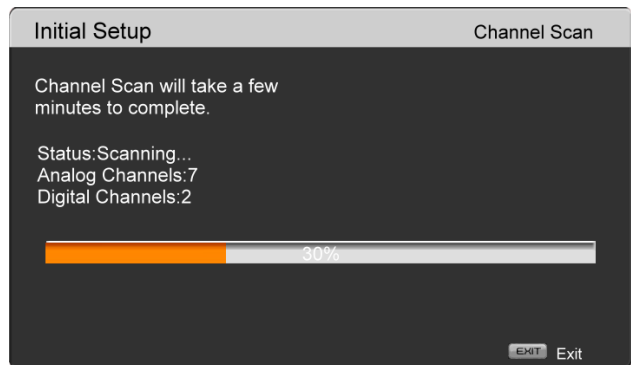 Initial Setup Channel Scan
Channel Scan will take a few
minutes to complete.
Status:Scanning...
Analog Channels:7
Digital Channels:2
30%
EXIT Exit